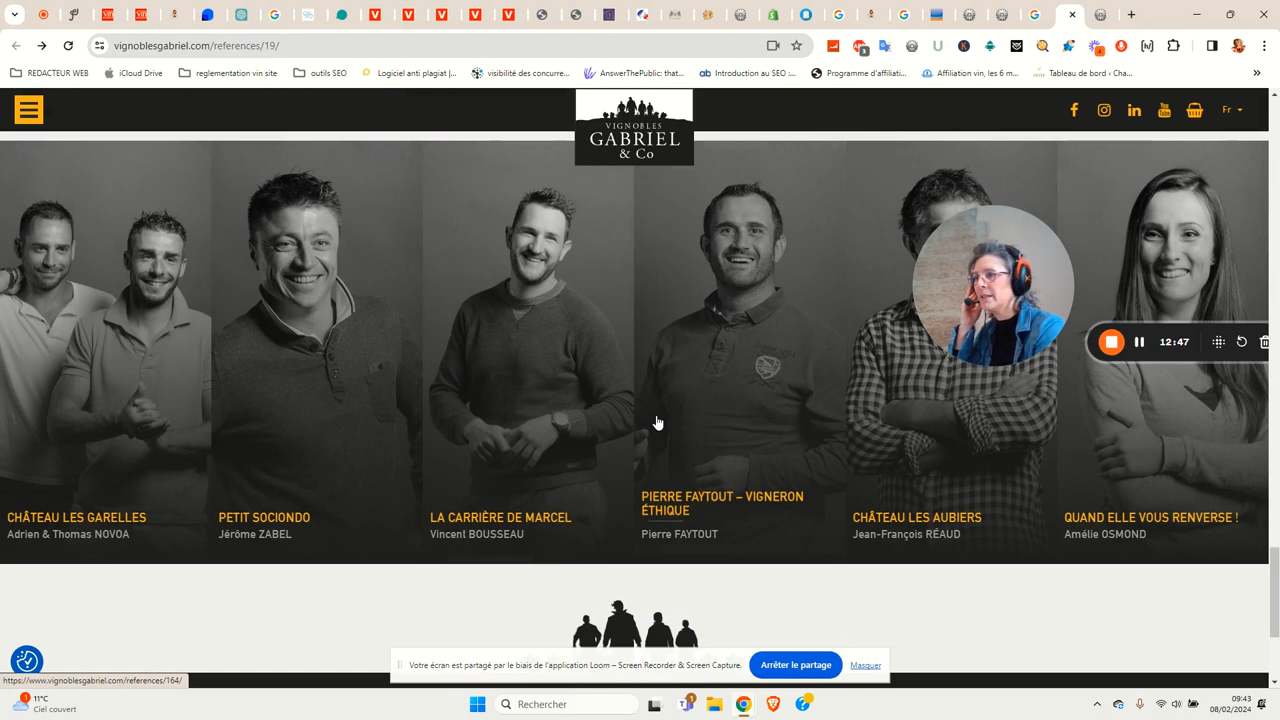 vignoblesgabriel.com/references/19/
REDACTEUR WEB
iCloud Drive
reglementation vin site
outils SEO
Logiciel anti plagiat |...
visibilité des concurre...
AnswerThePublic: that...
Introduction au SEO :...
Programme d'affiliati...
Affiliation vin, les 6 m...
Tableau de bord ‹ Cha...
VIGNOBLES
GABRIEL
& Co
Fr
12:47
CHÂTEAU LES GARELLES
Adrien & Thomas NOVOA
PETIT SOCIONDO
Jérôme ZABEL
LA CARRIÈRE DE MARCEL
Vincent BOUSSEAU
PIERRE FAYTOUT – VIGNERON
ÉTHIQUE
Pierre FAYTOUT
CHÂTEAU LES AUBIERS
Jean-François RÉAUD
QUAND ELLE VOUS RENVERSE !
Amélie OSMOND
Votre écran est partagé par le biais de l'application Loom – Screen Recorder & Screen Capture.
Arrêter le partage
Masquer
https://www.vignoblesgabriel.com/references/164/
11°C
Ciel couvert
Rechercher
09:43
08/02/2024